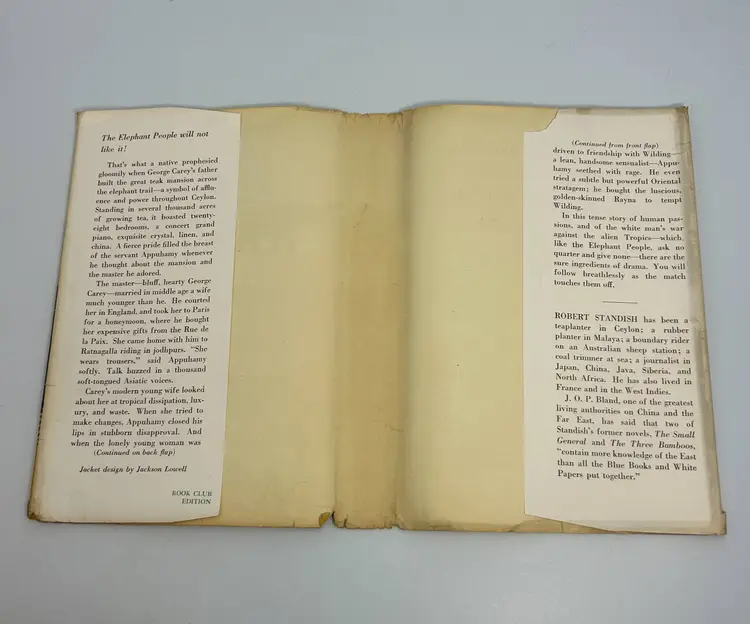 The Elephant People will not
like it!
That's what a native prophesied
gloomily when George Carey's father
built the great teak mansion across
the elephant trail—a symbol of afflu-
ence and power throughout Ceylon.
Standing in several thousand acres
of growing tea, it boasted twenty-
eight bedrooms, a concert grand
piano, exquisite crystal, linen, and
china. A fierce pride filled the breast
of the servant Appuhamy whenever
he thought about the mansion and
the master he adored.
The master—bluff, hearty George
Carey—married in middle age a wife
much younger than he. He courted
her in England, and took her to Paris
for a honeymoon, where he bought
her expensive gifts from the Rue de
la Paix. She came home with him to
Ratnagalla riding in jodhpurs. "She
wears trousers," said Appuhamy
softly. Talk buzzed in a thousand
soft-tongued Asiatic voices.
Carey's modern young wife looked
about her at tropical dissipation, lux-
ury, and waste. When she tried to
make changes, Appuhamy closed his
lips in stubborn disapproval. And
when the lonely young woman was
(Continued on back flap)
Jacket design by Jackson Lowell
BOOK CLUB
EDITION
(Continued from front flap)
driven to friendship with Wilding—
a lean, handsome sensualist—Appu-
hamy seethed with rage. He even
tried a subtle but powerful Oriental
stratagem; he bought the luscious,
golden-skinned Rayna to tempt
Wilding.
In this tense story of human pas-
sions, and of the white man's war
against the alien Tropics—which,
like the Elephant People, ask no
quarter and give none—there are the
sure ingredients of drama. You will
follow breathlessly as the match
touches them off.
ROBERT STANDISH has been a
teaplanter in Ceylon; a rubber
planter in Malaya; a boundary rider
on an Australian sheep station; a
coal trimmer at sea; a journalist in
Japan, China, Java, Siberia, and
North Africa. He has also lived in
France and in the West Indies.
J. O. P. Bland, one of the greatest
living authorities on China and the
Far East, has said that two of
Standish's former novels, The Small
General and The Three Bamboos,
"contain more knowledge of the East
than all the Blue Books and White
Papers put together."